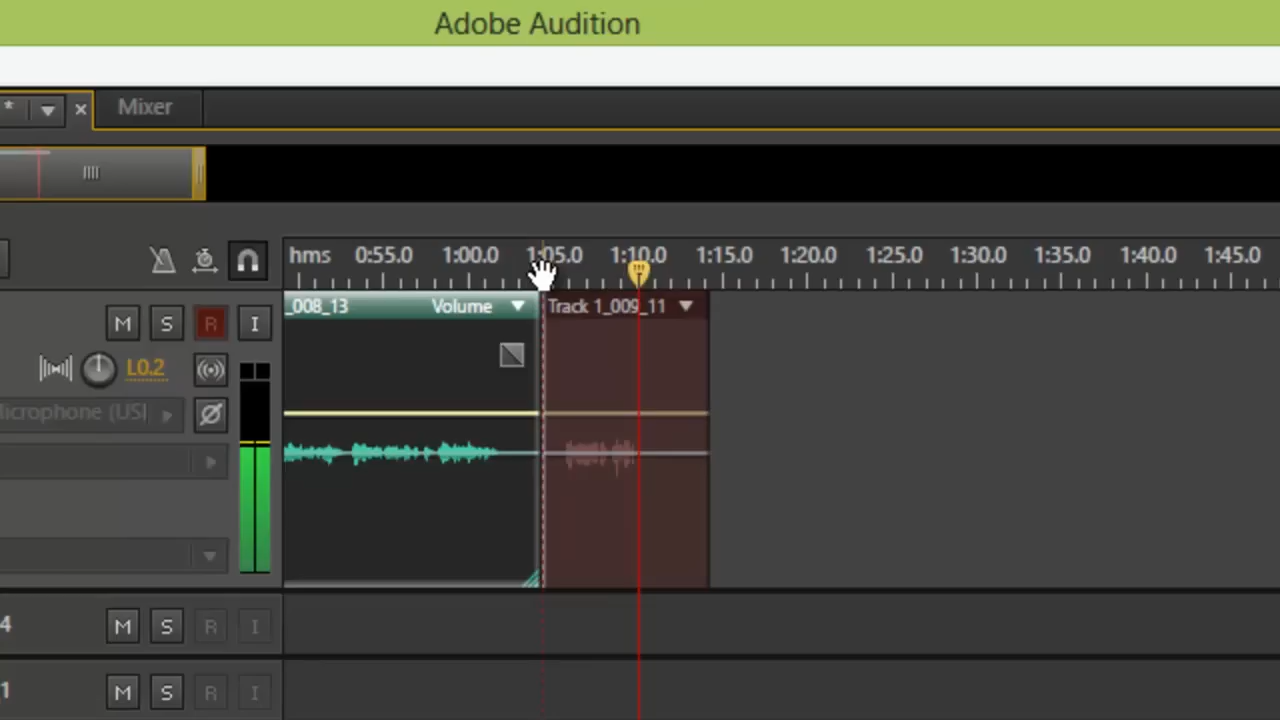 Adobe Audition
* Mixer
hms 0:55.0 1:00.0 1:05.0 1:10.0 1:15.0 1:20.0 1:25.0 1:30.0 1:35.0 1:40.0 1:45.0
_008_13 Volume Track 1_009_11
M S R I
L0.2
licrophone (USI
4 M S R I
1 M S R I